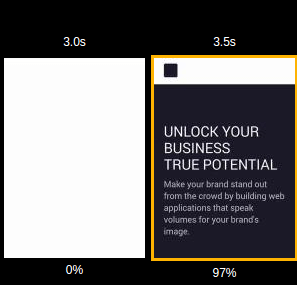 3.0s
3.5s
UNLOCK YOUR
BUSINESS
TRUE POTENTIAL
Make your brand stand out
from the crowd by building web
applications that speak
volumes for your brand's
image.
0%
97%